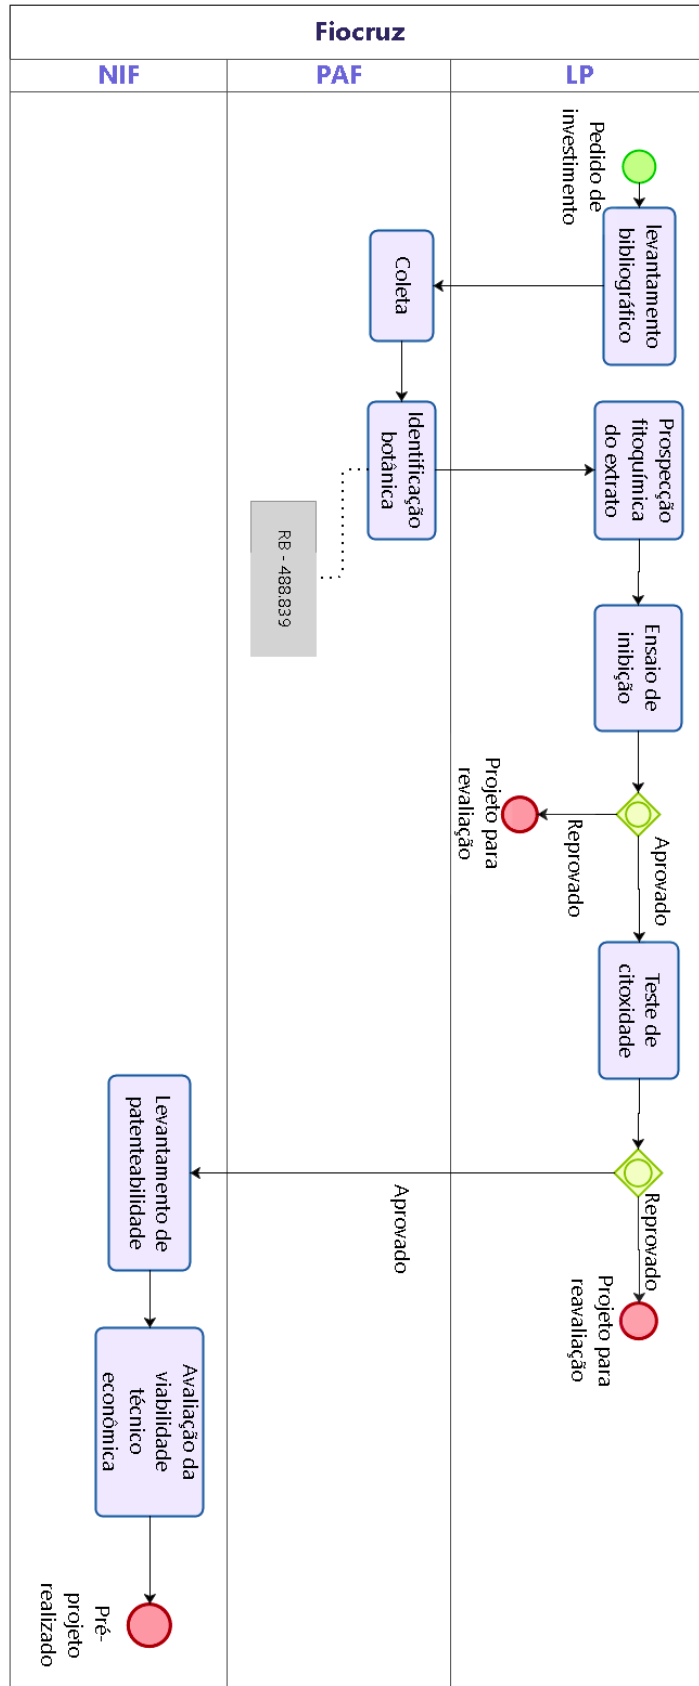 Fiocruz
NIF
PAF
LP
Pedido de
investimento
levantamento
bibliográfico
Coleta
Identificação
botânica
RB - 488.839
Prospecção
fitoquímica
do extrato
Ensaio de
inibição
Aprovado
Reprovado
Projeto para
revaliação
Teste de
citoxidade
Reprovado
Projeto para
reavaliação
Aprovado
Levantamento de
patenteabilidade
Avaliação da
viabilidade
técnico
econômica
Pré-
projeto
realizado